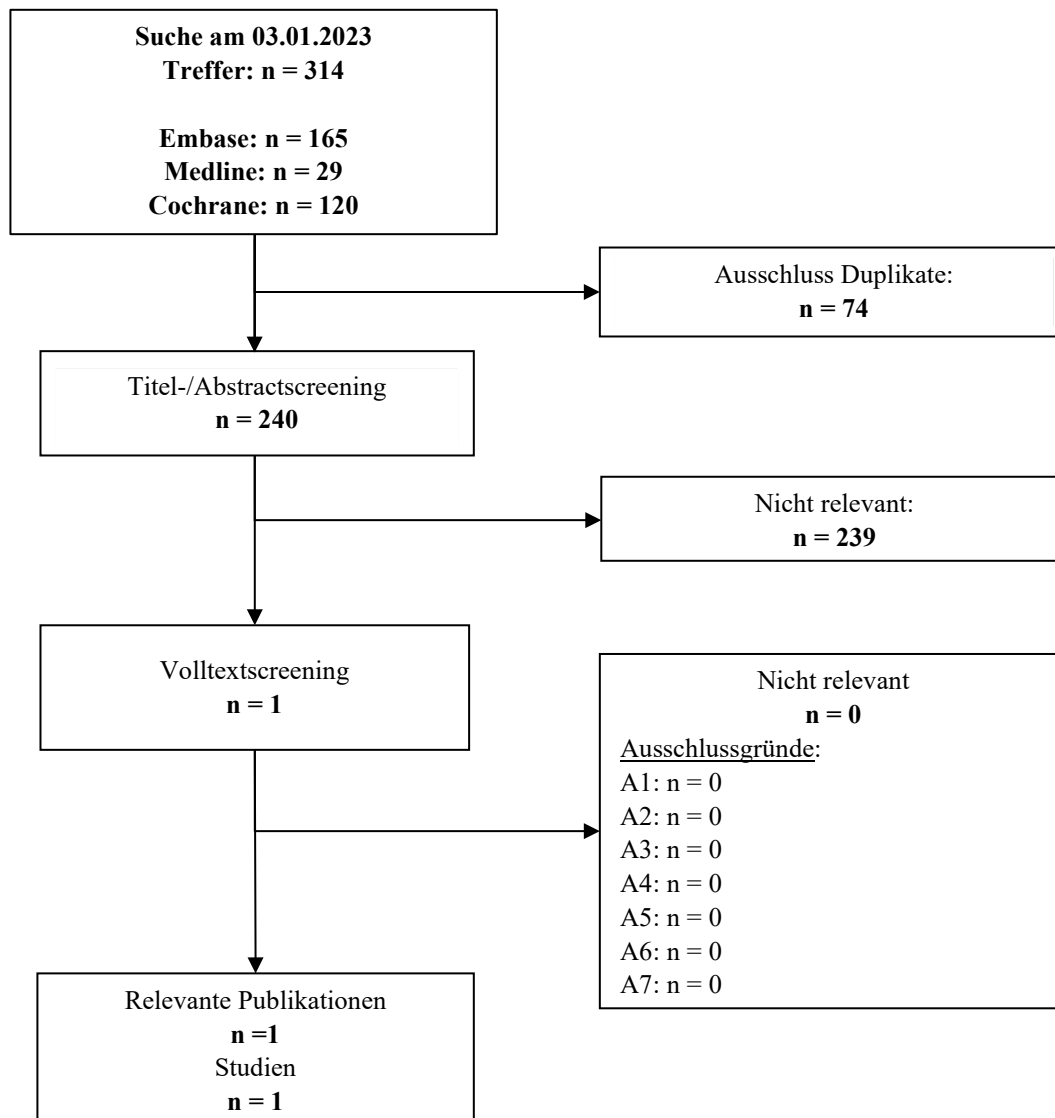 Suche am 03.01.2023
Treffer: n = 314
Embase: n = 165
Medline: n = 29
Cochrane: n = 120
Ausschluss Duplikate:
n = 74
Titel-/Abstractscreening
n = 240
Nicht relevant:
n = 239
Volltextscreening
n = 1
Nicht relevant
n = 0
Ausschlussgründe:
A1: n = 0
A2: n = 0
A3: n = 0
A4: n = 0
A5: n = 0
A6: n = 0
A7: n = 0
Relevante Publikationen
n =1
Studien
n = 1